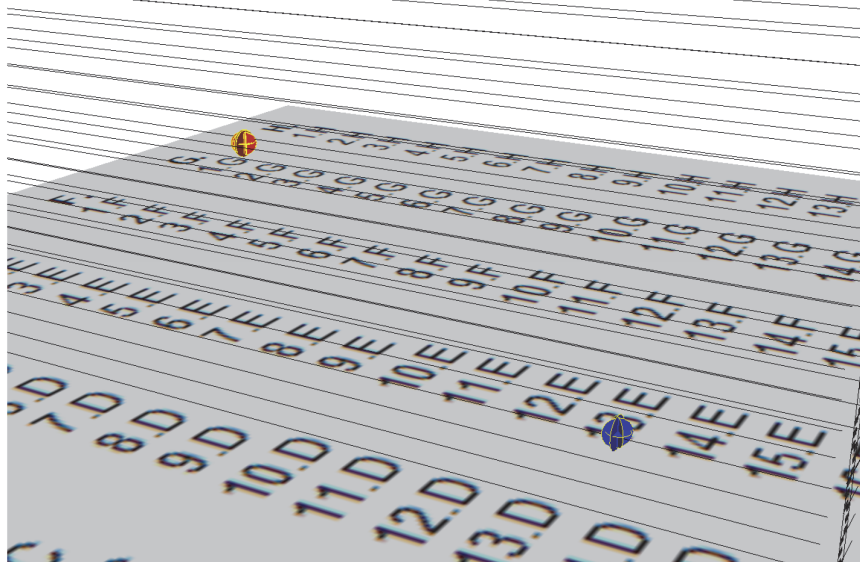 H 1.H 2.H 3.H 4.H 5.H 6.H 7.H 8.H 9.H 10.H 11.H 12.H 13.H
G 1.G 2.G 3.G 4.G 5.G 6.G 7.G 8.G 9.G 10.G 11.G 12.G 13.G 14.G
F 1.F 2.F 3.F 4.F 5.F 6.F 7.F 8.F 9.F 10.F 11.F 12.F 13.F 14.F 15.F
3.E 4.E 5.E 6.E 7.E 8.E 9.E 10.E 11.E 12.E 13.E 14.E 15.E
7.D 8.D 9.D 10.D 11.D 12.D 13.D